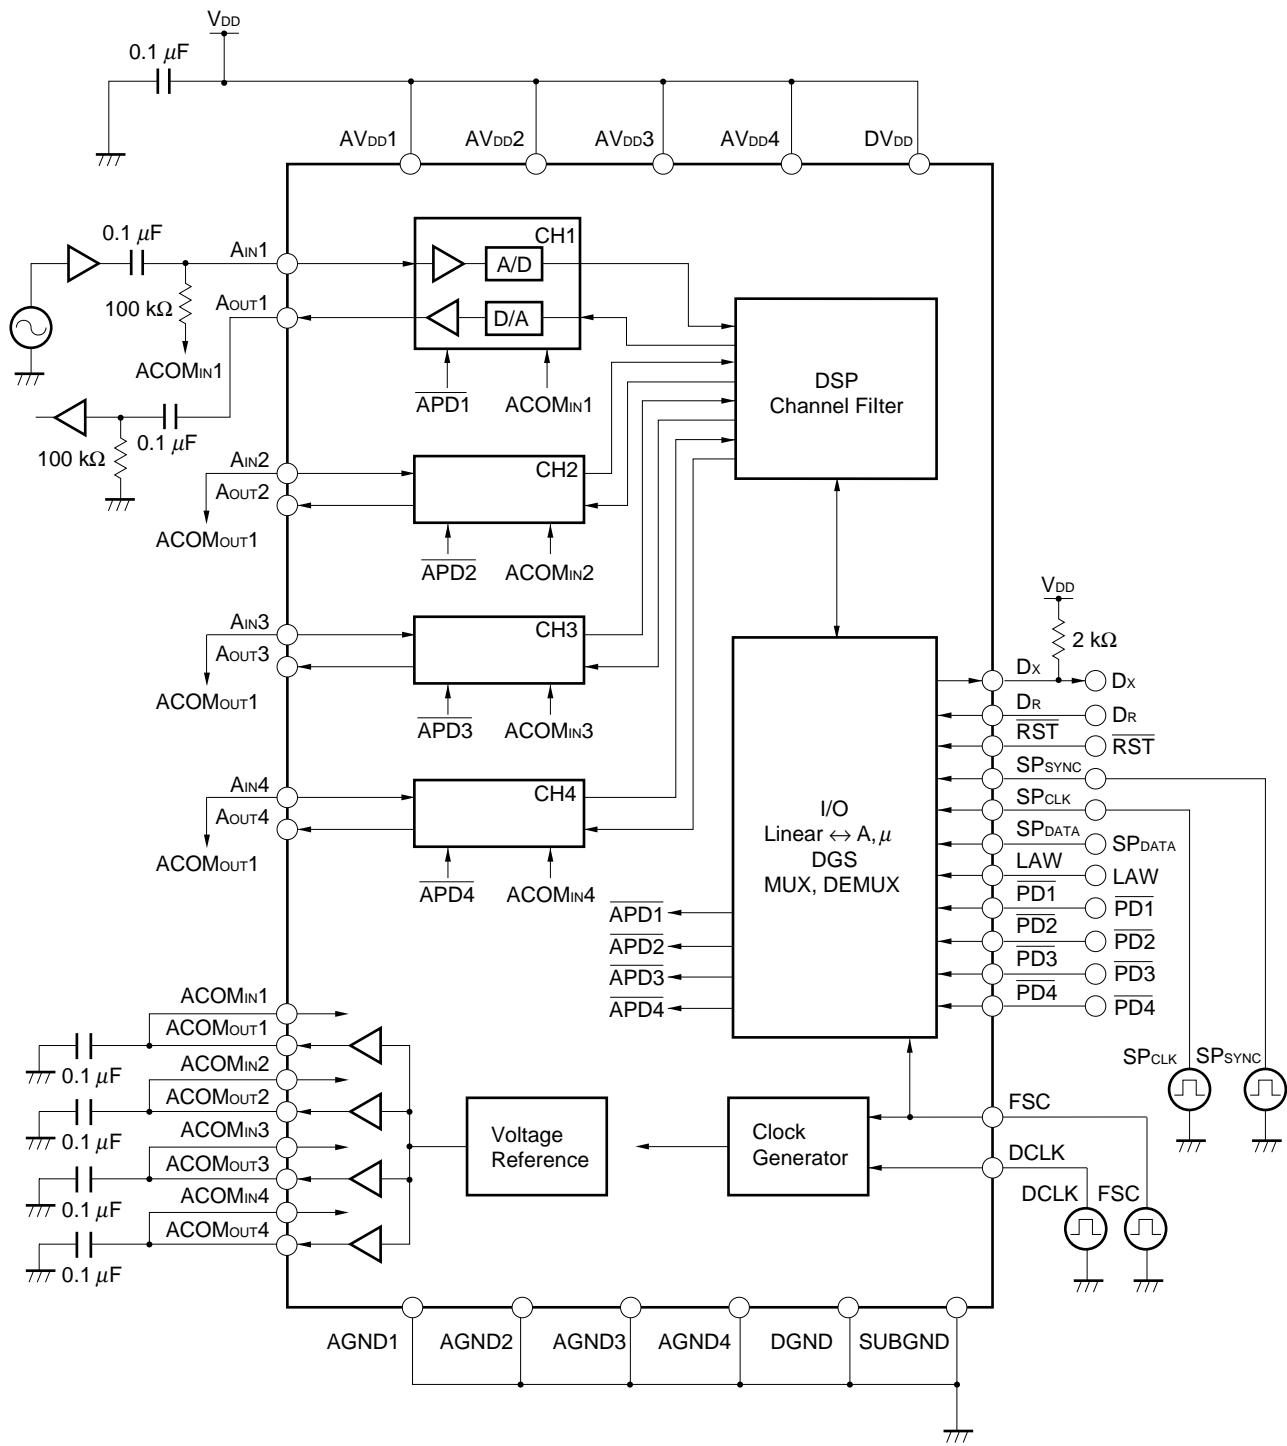 VDD
0.1 μF
AVDD1
AVDD2
AVDD3
AVDD4
DVDD
0.1 μF
AIN1
CH1
A/D
100 kΩ
AOUT1
D/A
ACOMIN1
APD1
ACOMIN1
DSP
Channel Filter
0.1 μF
100 kΩ
AIN2
CH2
AOUT2
ACOMOUT1
APD2
ACOMIN2
AIN3
CH3
AOUT3
ACOMOUT1
APD3
ACOMIN3
AIN4
CH4
AOUT4
ACOMOUT1
APD4
ACOMIN4
VDD
2 kΩ
DX
DX
DR
DR
RST
RST
SPSYNC
SPCLK
SPDATA
SPDATA
LAW
LAW
PD1
PD1
PD2
PD2
PD3
PD3
PD4
PD4
I/O
Linear ↔ A, μ
DGS
MUX, DEMUX
APD1
APD2
APD3
APD4
ACOMIN1
ACOMOUT1
0.1 μF
ACOMIN2
ACOMOUT2
0.1 μF
ACOMIN3
ACOMOUT3
0.1 μF
ACOMIN4
ACOMOUT4
0.1 μF
Voltage
Reference
Clock
Generator
SPCLK
SPSYNC
FSC
DCLK
DCLK
FSC
AGND1
AGND2
AGND3
AGND4
DGND
SUBGND